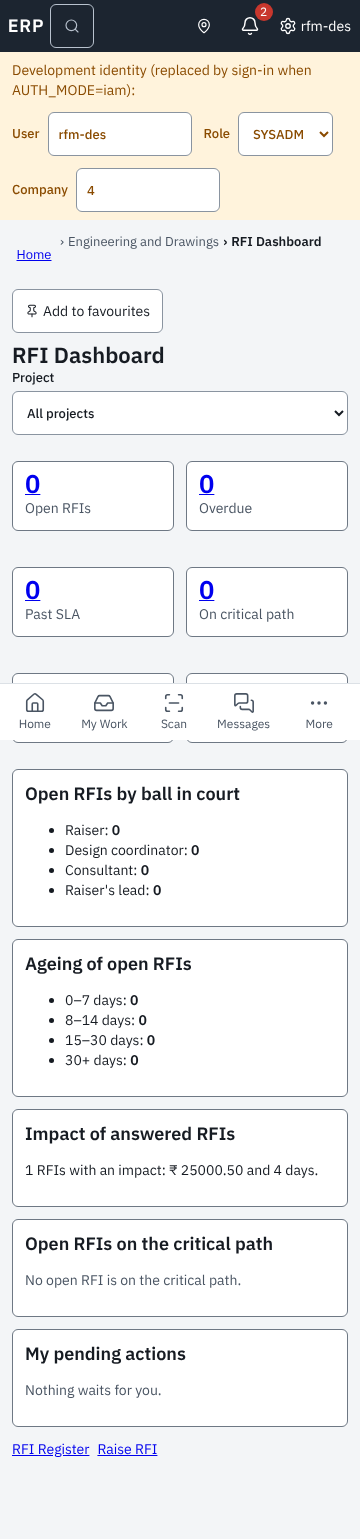 ERP
2
rfm-des
Development identity (replaced by sign-in when
AUTH_MODE=iam):
User rfm-des Role SYSADM
Company 4
Home › Engineering and Drawings › RFI Dashboard
Add to favourites
RFI Dashboard
Project
All projects
0 0
Open RFIs Overdue
0 0
Past SLA On critical path
Home My Work Scan Messages More
Open RFIs by ball in court
• Raiser: 0
• Design coordinator: 0
• Consultant: 0
• Raiser's lead: 0
Ageing of open RFIs
• 0–7 days: 0
• 8–14 days: 0
• 15–30 days: 0
• 30+ days: 0
Impact of answered RFIs
1 RFIs with an impact: ₹ 25000.50 and 4 days.
Open RFIs on the critical path
No open RFI is on the critical path.
My pending actions
Nothing waits for you.
RFI Register Raise RFI